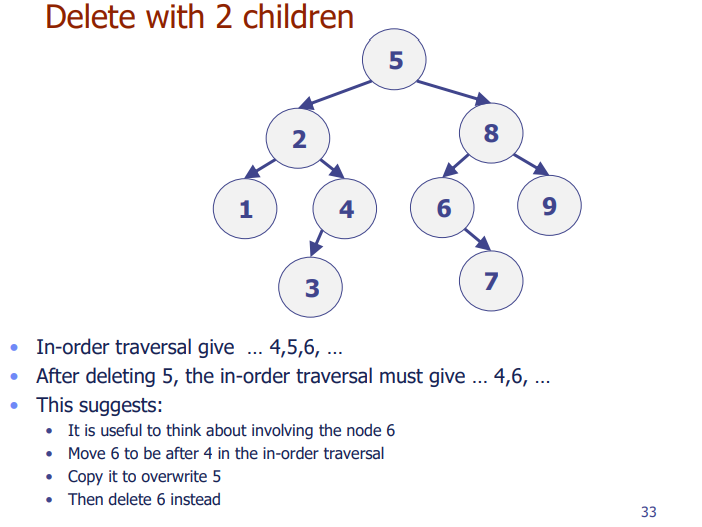 Delete with 2 children
5
2
8
1
4
6
9
3
7
• In-order traversal give ... 4,5,6, ...
• After deleting 5, the in-order traversal must give ... 4,6, ...
• This suggests:
• It is useful to think about involving the node 6
• Move 6 to be after 4 in the in-order traversal
• Copy it to overwrite 5
• Then delete 6 instead
33